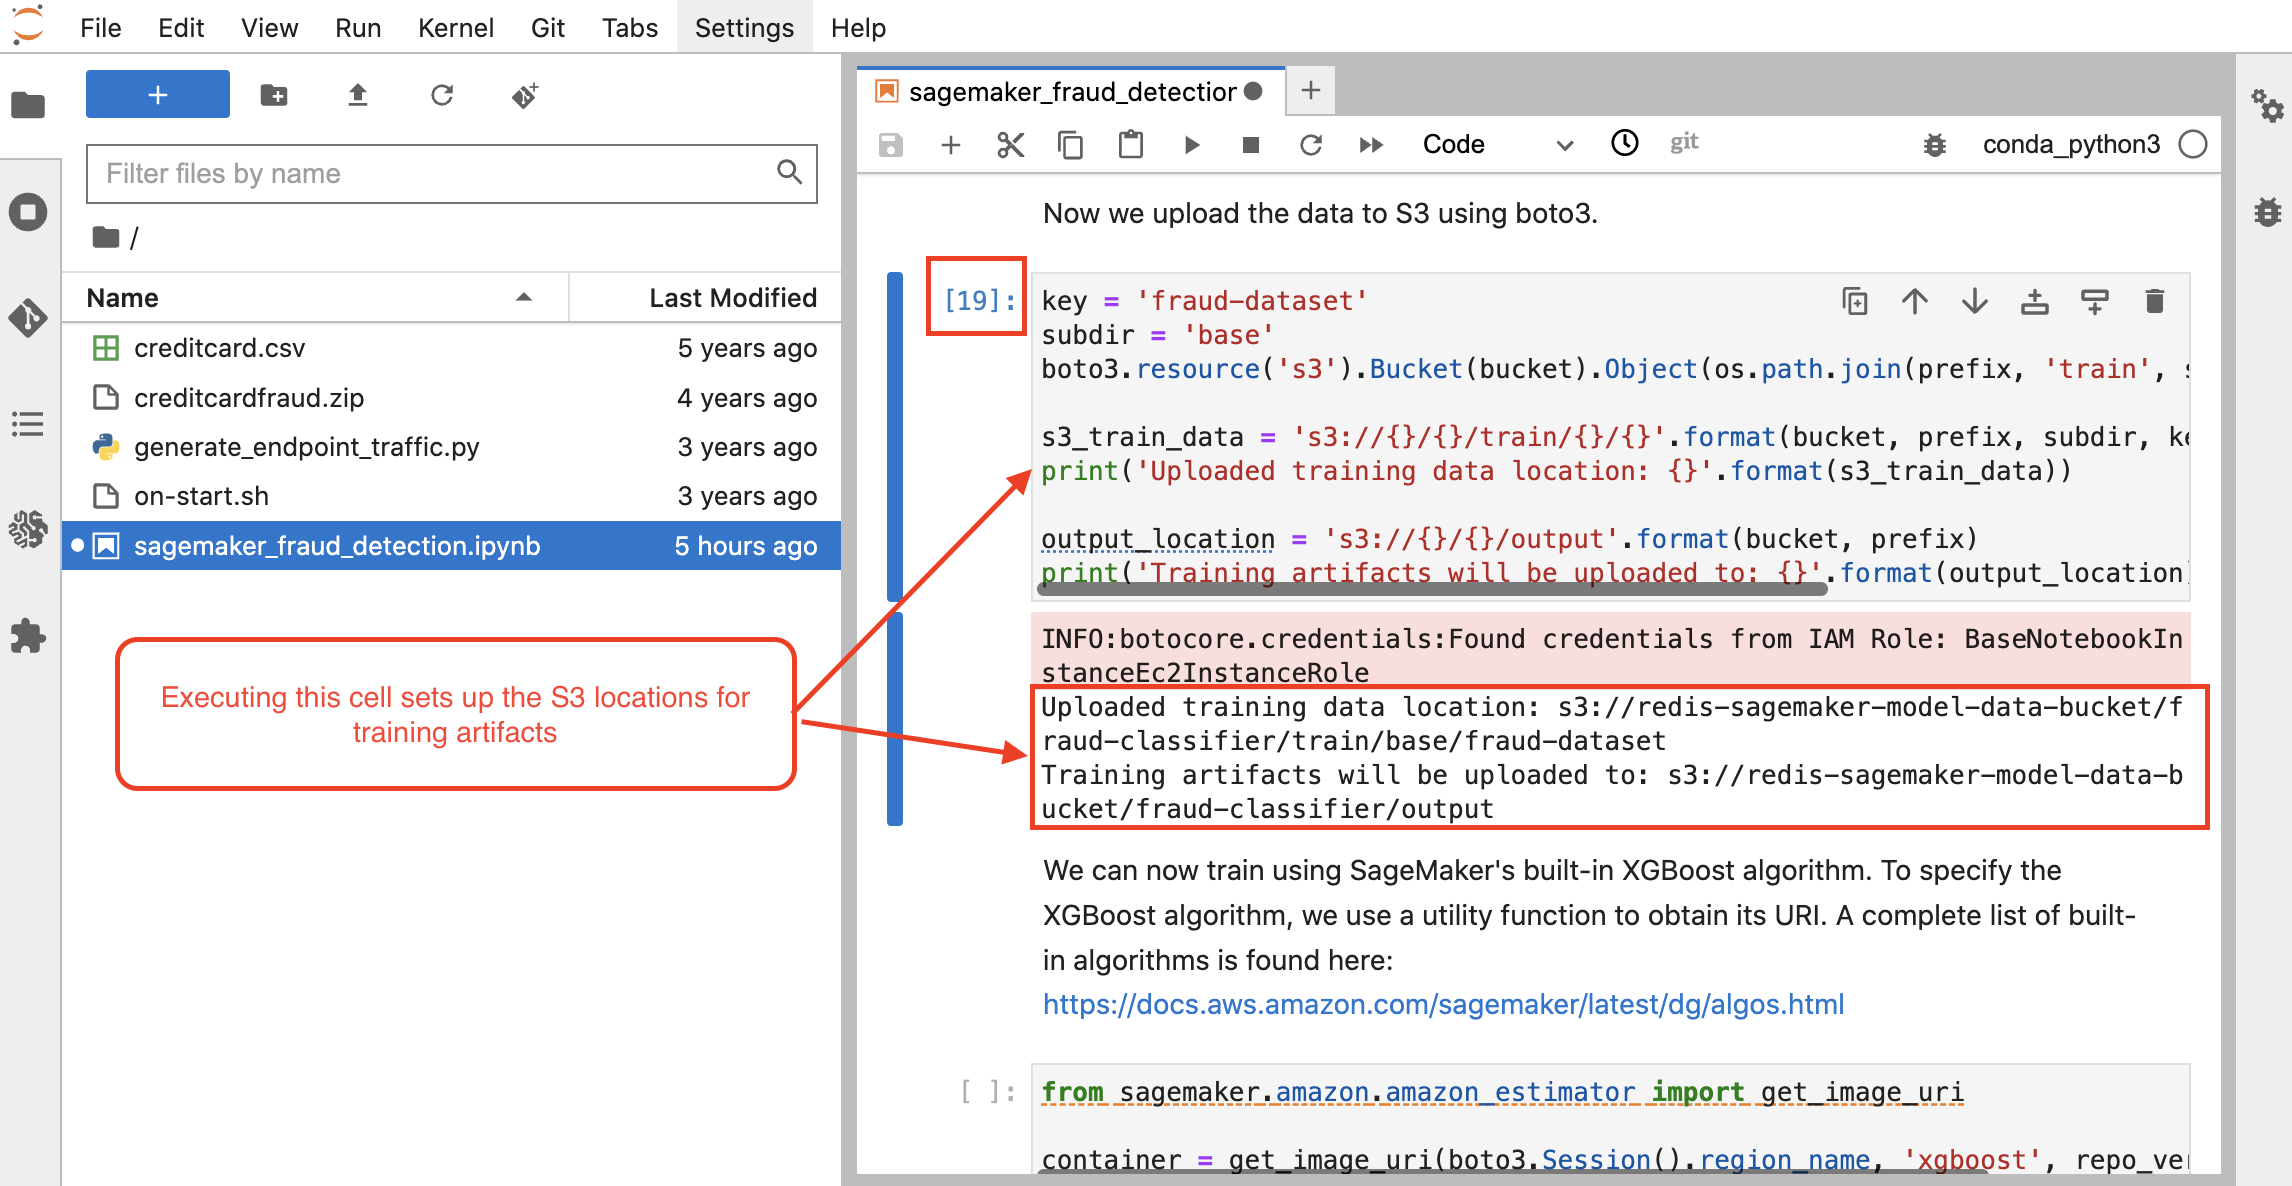 File Edit View Run Kernel Git Tabs Settings Help
sagemaker_fraud_detection
Filter files by name
/
Name Last Modified
creditcard.csv 5 years ago
creditcardfraud.zip 4 years ago
generate_endpoint_traffic.py 3 years ago
on-start.sh 3 years ago
sagemaker_fraud_detection.ipynb 5 hours ago
Executing this cell sets up the S3 locations for
training artifacts
Code git conda_python3
Now we upload the data to S3 using boto3.
[19]:
key = 'fraud-dataset'
subdir = 'base'
boto3.resource('s3').Bucket(bucket).Object(os.path.join(prefix, 'train',
s3_train_data = 's3://{}/{}/train/{}/{}'.format(bucket, prefix, subdir,
print('Uploaded training data location: {}'.format(s3_train_data))
output_location = 's3://{}/{}/output'.format(bucket, prefix)
print('Training artifacts will be uploaded to: {}'.format(output_location)
INFO:botocore.credentials:Found credentials from IAM Role: BaseNotebookIn
stanceEc2InstanceRole
Uploaded training data location: s3://redis-sagemaker-model-data-bucket/f
raud-classifier/train/base/fraud-dataset
Training artifacts will be uploaded to: s3://redis-sagemaker-model-data-b
ucket/fraud-classifier/output
We can now train using SageMaker's built-in XGBoost algorithm. To specify the
XGBoost algorithm, we use a utility function to obtain its URI. A complete list of built-
in algorithms is found here:
https://docs.aws.amazon.com/sagemaker/latest/dg/algos.html
[ ]:
from sagemaker.amazon.amazon_estimator import get_image_uri
container = get_image_uri(boto3.Session().region_name, 'xgboost',